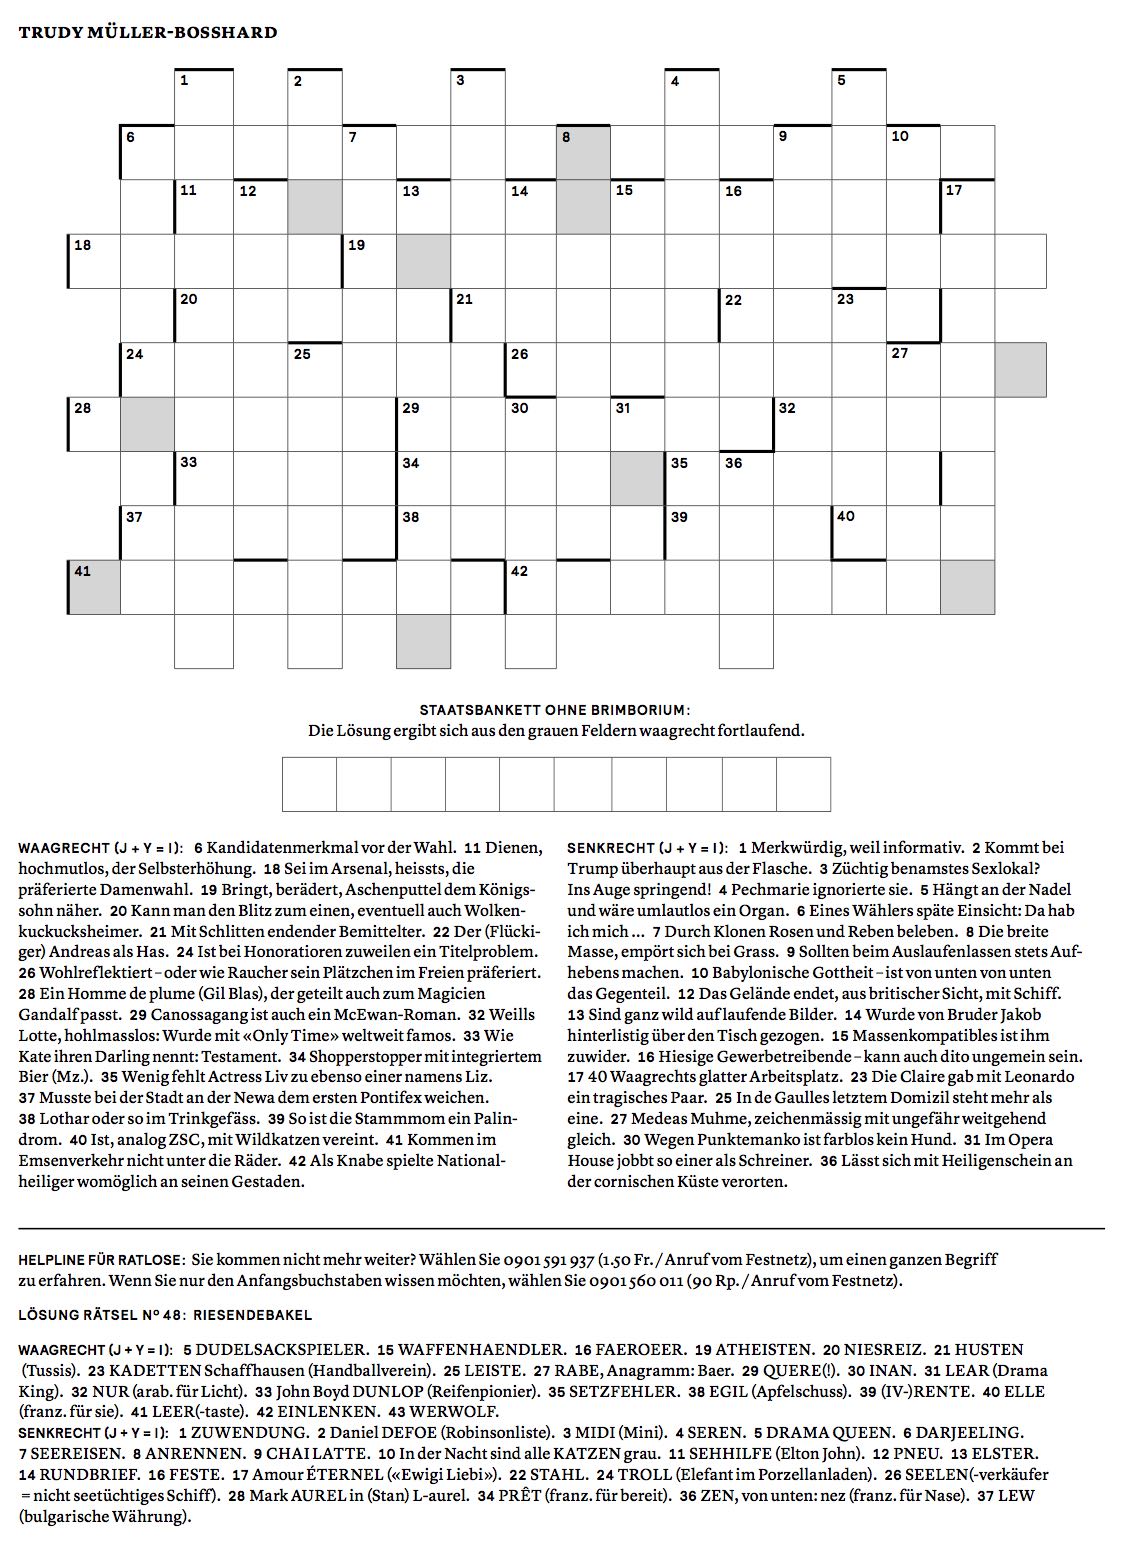 TRUDY MÜLLER-BOSSHARD
1 2 3 4 5
6 7 8 9 10
11 12 13 14 15 16 17
18 19
20 21 22 23
24 25 26 27
28 29 30 31 32
33 34 35 36
37 38 39 40
41 42
STAATSBANKETT OHNE BRIMBORIUM:
Die Lösung ergibt sich aus den grauen Feldern waagrecht fortlaufend.
WAAGRECHT (J + Y = I): 6 Kandidatenmerkmal vor der Wahl. 11 Dienen,
hochmutlos, der Selbsterhöhung. 18 Sei im Arsenal, heissts, die
präferierte Damenwahl. 19 Bringt, berädert, Aschenputtel dem Königs-
sohn näher. 20 Kann man den Blitz zum einen, eventuell auch Wolken-
kuckucksheimer. 21 Mit Schlitten endender Bemittelter. 22 Der (Flücki-
ger) Andreas als Has. 24 Ist bei Honoratioren zuweilen ein Titelproblem.
26 Wohlreflektiert – oder wie Raucher sein Plätzchen im Freien präferiert.
28 Ein Homme de plume (Gil Blas), der geteilt auch zum Magicien
Gandalf passt. 29 Canossagang ist auch ein McEwan-Roman. 32 Weills
Lotte, hohlmasslos: Wurde mit «Only Time» weltweit famos. 33 Wie
Kate ihren Darling nennt: Testament. 34 Shopperstopper mit integriertem
Bier (Mz.). 35 Wenig fehlt Actress Liv zu ebenso einer namens Liz.
37 Musste bei der Stadt an der Newa dem ersten Pontifex weichen.
38 Lothar oder so im Trinkgefäss. 39 So ist die Stammmom ein Palin-
drom. 40 Ist, analog ZSC, mit Wildkatzen vereint. 41 Kommen im
Emsenverkehr nicht unter die Räder. 42 Als Knabe spielte National-
heiliger womöglich an seinen Gestaden.
SENKRECHT (J + Y = I): 1 Merkwürdig, weil informativ. 2 Kommt bei
Trump überhaupt aus der Flasche. 3 Züchtig benamstes Sexlokal?
Ins Auge springend! 4 Pechmarie ignorierte sie. 5 Hängt an der Nadel
und wäre umlautlos ein Organ. 6 Eines Wählers späte Einsicht: Da hab
ich mich ... 7 Durch Klonen Rosen und Reben beleben. 8 Die breite
Masse, empört sich bei Grass. 9 Sollten beim Auslaufenlassen stets Auf-
hebens machen. 10 Babylonische Gottheit – ist von unten von unten
das Gegenteil. 12 Das Gelände endet, aus britischer Sicht, mit Schiff.
13 Sind ganz wild auf laufende Bilder. 14 Wurde von Bruder Jakob
hinterlistig über den Tisch gezogen. 15 Massenkompatibles ist ihm
zuwider. 16 Hiesige Gewerbetreibende – kann auch dito ungemein sein.
17 40 Waagrechts glatter Arbeitsplatz. 23 Die Claire gab mit Leonardo
ein tragisches Paar. 25 In de Gaulles letztem Domizil steht mehr als
eine. 27 Medeas Muhme, zeichenmässig mit ungefähr weitgehend
gleich. 30 Wegen Punktemanko ist farblos kein Hund. 31 Im Opera
House jobbt so einer als Schreiner. 36 Lässt sich mit Heiligenschein an
der cornischen Küste verorten.
HELPLINE FÜR RATLOSE: Sie kommen nicht mehr weiter? Wählen Sie 0901 591 937 (1.50 Fr. / Anruf vom Festnetz), um einen ganzen Begriff
zu erfahren. Wenn Sie nur den Anfangsbuchstaben wissen möchten, wählen Sie 0901 560 011 (90 Rp. / Anruf vom Festnetz).
LÖSUNG RÄTSEL Nº 48: RIESENDEBAKEL
WAAGRECHT (J + Y = I): 5 DUDELSACKSPIELER. 15 WAFFENHAENDLER. 16 FAEROEER. 19 ATHEISTEN. 20 NIESREIZ. 21 HUSTEN
(Tussis). 23 KADETTEN Schaffhausen (Handballverein). 25 LEISTE. 27 RABE, Anagramm: Baer. 29 QUERE(!). 30 INAN. 31 LEAR (Drama
King). 32 NUR (arab. für Licht). 33 John Boyd DUNLOP (Reifenpionier). 35 SETZFEHLER. 38 EGIL (Apfelschuss). 39 (IV-)RENTE. 40 ELLE
(franz. für sie). 41 LEER(-taste). 42 EINLENKEN. 43 WERWOLF.
SENKRECHT (J + Y = I): 1 ZUWENDUNG. 2 Daniel DEFOE (Robinsonliste). 3 MIDI (Mini). 4 SEREN. 5 DRAMA QUEEN. 6 DARJEELING.
7 SEEREISEN. 8 ANRENNEN. 9 CHAI LATTE. 10 In der Nacht sind alle KATZEN grau. 11 SEHHILFE (Elton John). 12 PNEU. 13 ELSTER.
14 RUNDBRIEF. 16 FESTE. 17 Amour ÉTERNEL («Ewigi Liebi»). 22 STAHL. 24 TROLL (Elefant im Porzellanladen). 26 SEELEN(-verkäufer
= nicht seetüchtiges Schiff). 28 Mark AUREL in (Stan) L-aurel. 34 PRÊT (franz. für bereit). 36 ZEN, von unten: nez (franz. für Nase). 37 LEW
(bulgarische Währung).